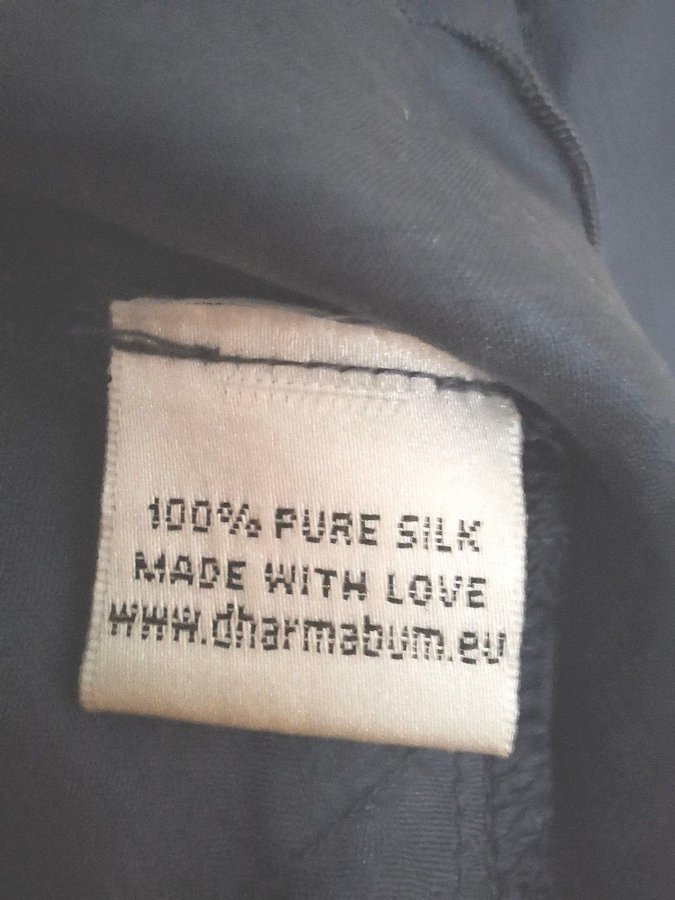 100% PURE SILK
MADE WITH LOVE
www.dharmabum.eu